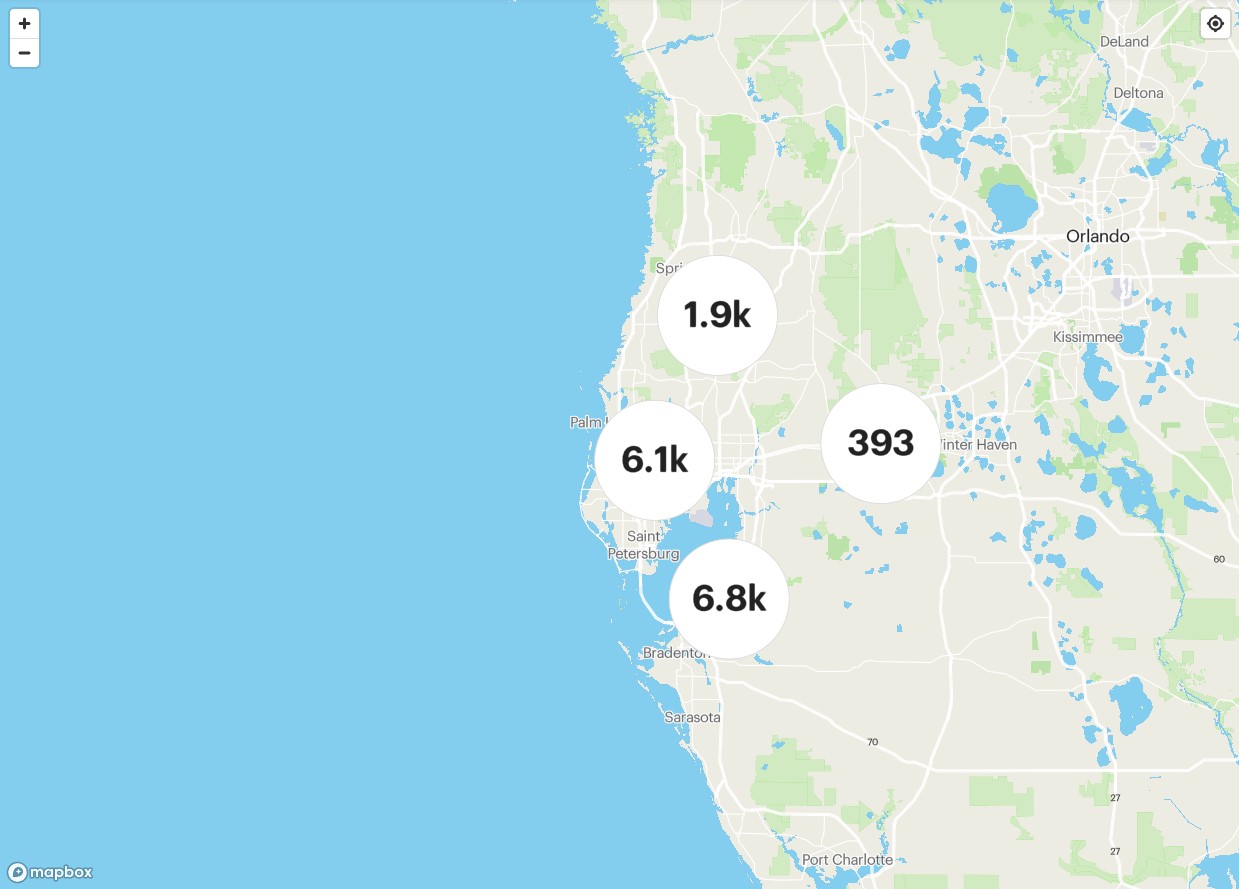 +
−
DeLand
Deltona
Orlando
Spri
1.9k
Kissimmee
Palm
393
inter Haven
6.1k
Saint
Petersburg
60
6.8k
Bradenton
Sarasota
70
27
27
Port Charlotte
mapbox